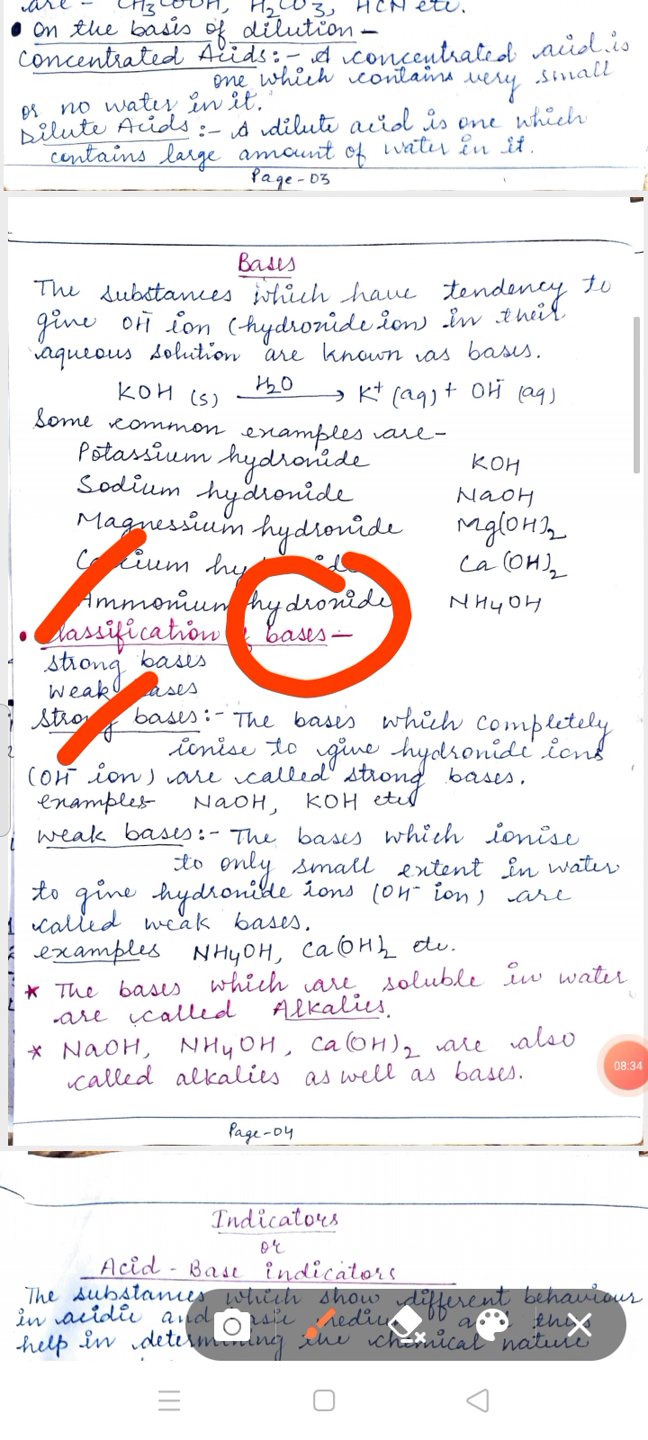 are - CH3COOH, H2CO3, HCN etc.
• On the basis of dilution -
Concentrated Acids :- A concentrated acid is
one which contains very small
or no water in it.
Dilute Acids :- A dilute acid is one which
contains large amount of water in it.
Page-03
Bases
The substances which have tendency to
give OH⁻ ion (hydroxide ion) in their
aqueous solution are known as bases.
KOH (s) H2O → K⁺ (aq) + OH⁻ (aq)
Some common examples are-
Potassium hydroxide KOH
Sodium hydroxide NaOH
Magnessium hydroxide Mg(OH)2
Ca(OH)2
Ammonium hydroxide NH4OH
• Classification of bases-
Strong bases
Weak bases
Strong bases :- The bases which completely
ionise to give hydroxide ions
(OH⁻ ion) are called strong bases.
examples- NaOH, KOH etc
Weak bases :- The bases which ionise
to only small extent in water
to give hydroxide ions (OH⁻ ion) are
called weak bases.
examples NH4OH, Ca(OH)2 etc.
* The bases which are soluble in water
are called Alkalies.
* NaOH, NH4OH, Ca(OH)2 are also
called alkalies as well as bases.
08:34
Page-04
Indicators
or
Acid-Base indicators
The substances which show different behaviour
in acidic and medium thus
help in determining the chemical nature